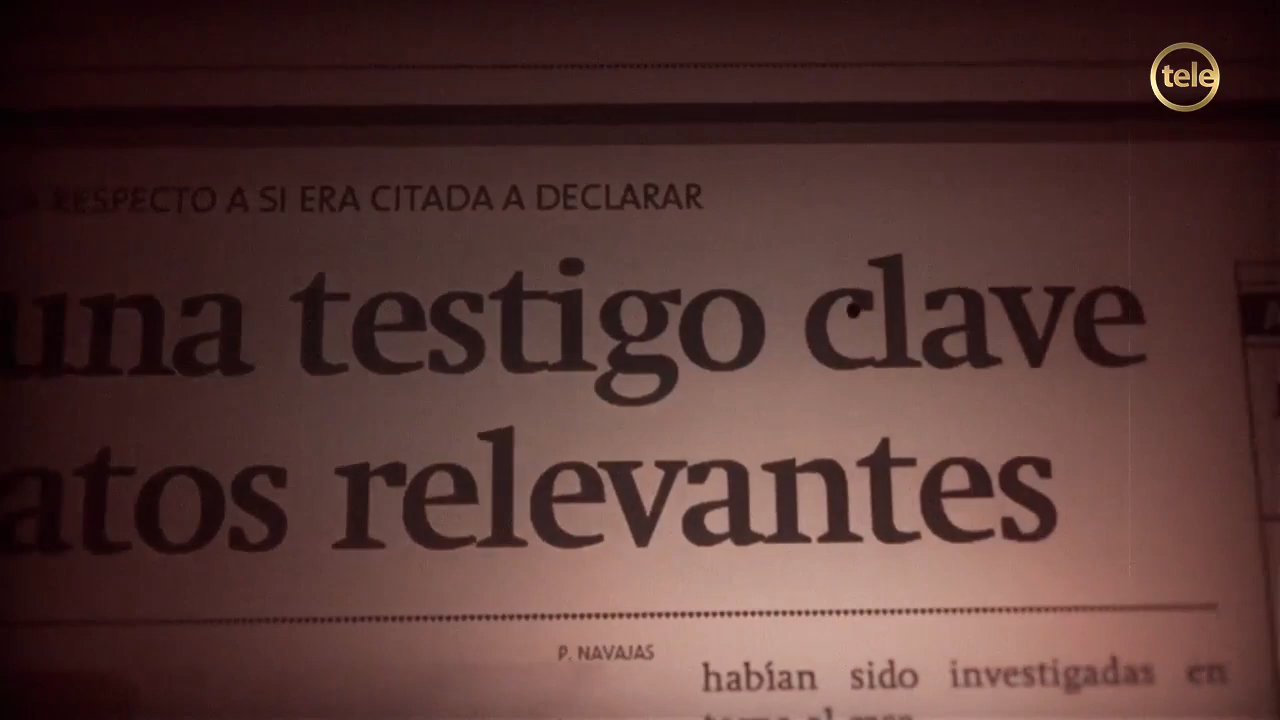 tele
RESPECTO A SI ERA CITADA A DECLARAR
una testigo clave
atos relevantes
P. NAVAJAS
habían sido investigadas en